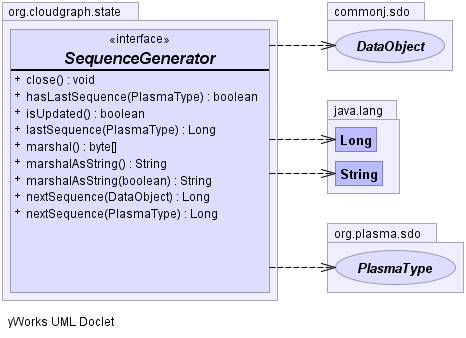 org.cloudgraph.state
«interface»
SequenceGenerator
+ close() : void
+ hasLastSequence(PlasmaType) : boolean
+ isUpdated() : boolean
+ lastSequence(PlasmaType) : Long
+ marshal() : byte[]
+ marshalAsString() : String
+ marshalAsString(boolean) : String
+ nextSequence(DataObject) : Long
+ nextSequence(PlasmaType) : Long
commonj.sdo
DataObject
java.lang
Long
String
org.plasma.sdo
PlasmaType
yWorks UML Doclet